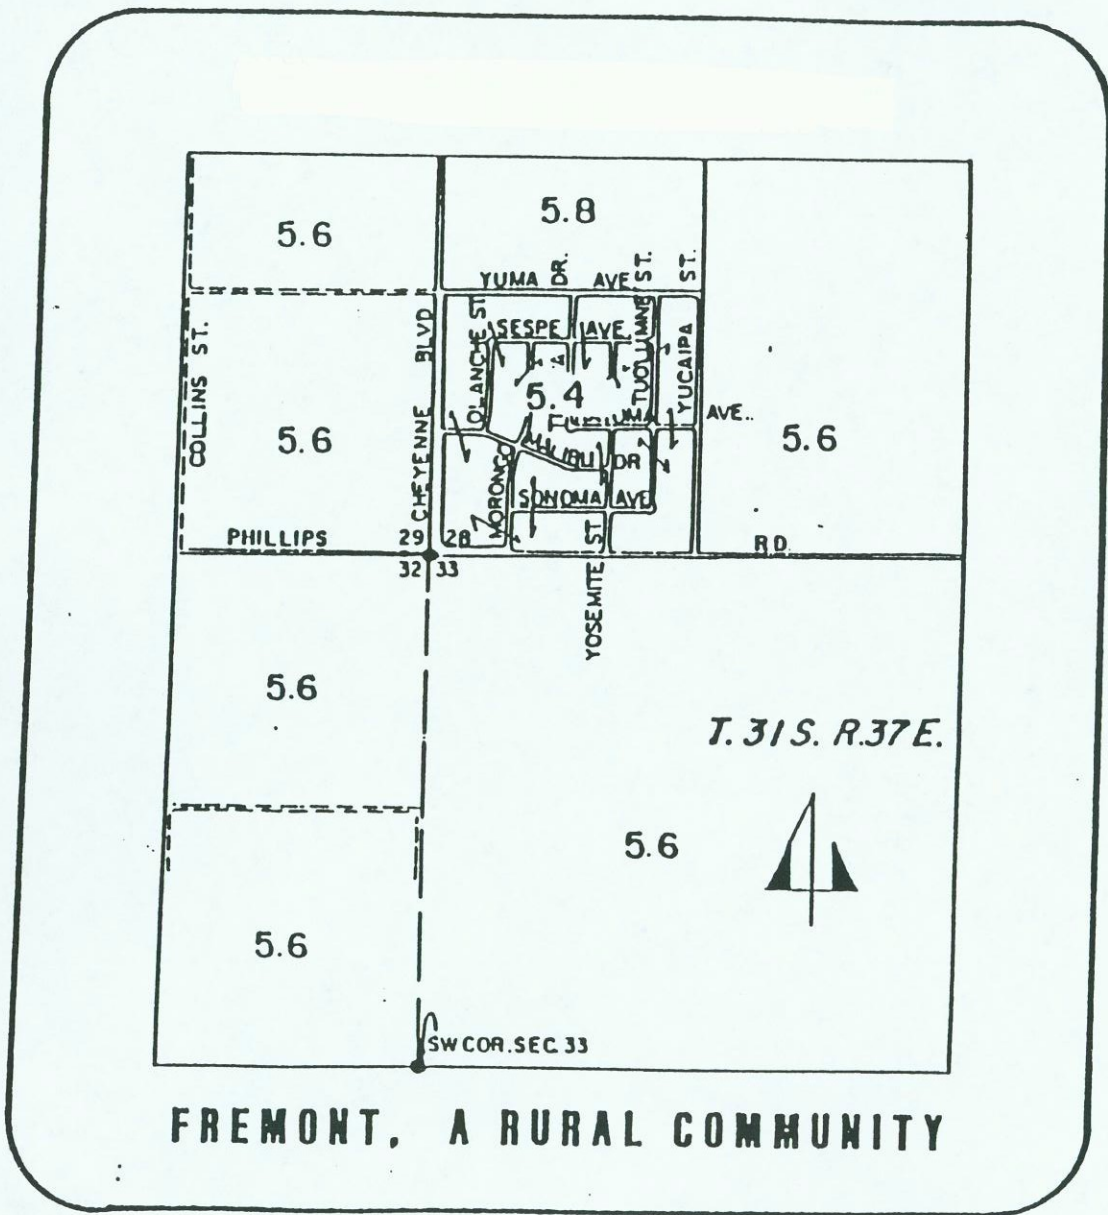 5.6
5.8
YUMA DR. AVE.
COLLINS ST.
CHEYENNE BLVD
OLANCHE ST.
SESPE AVE.
TUOLUMNE ST.
YUCAIPA ST.
5.4
AVE.
5.6
5.6
MORONGO
MALIBU DR
SONOMA AVE
PHILLIPS
29 28
RD.
32 33
YOSEMITE ST
5.6
T. 31 S. R. 37 E.
5.6
5.6
SW COR. SEC. 33
FREMONT, A RURAL COMMUNITY